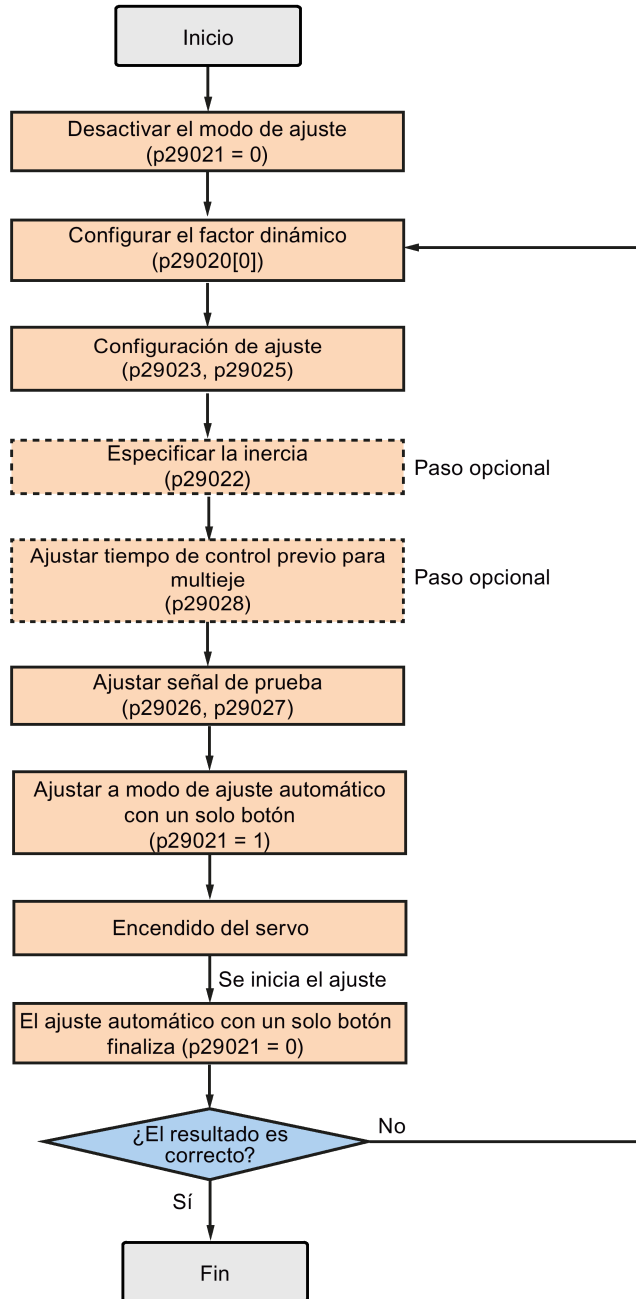 Inicio
Desactivar el modo de ajuste
(p29021 = 0)
Configurar el factor dinámico
(p29020[0])
Configuración de ajuste
(p29023, p29025)
Especificar la inercia
(p29022)
Paso opcional
Ajustar tiempo de control previo para
multieje
(p29028)
Paso opcional
Ajustar señal de prueba
(p29026, p29027)
Ajustar a modo de ajuste automático
con un solo botón
(p29021 = 1)
Encendido del servo
Se inicia el ajuste
El ajuste automático con un solo botón
finaliza (p29021 = 0)
¿El resultado es
correcto?
No
Sí
Fin